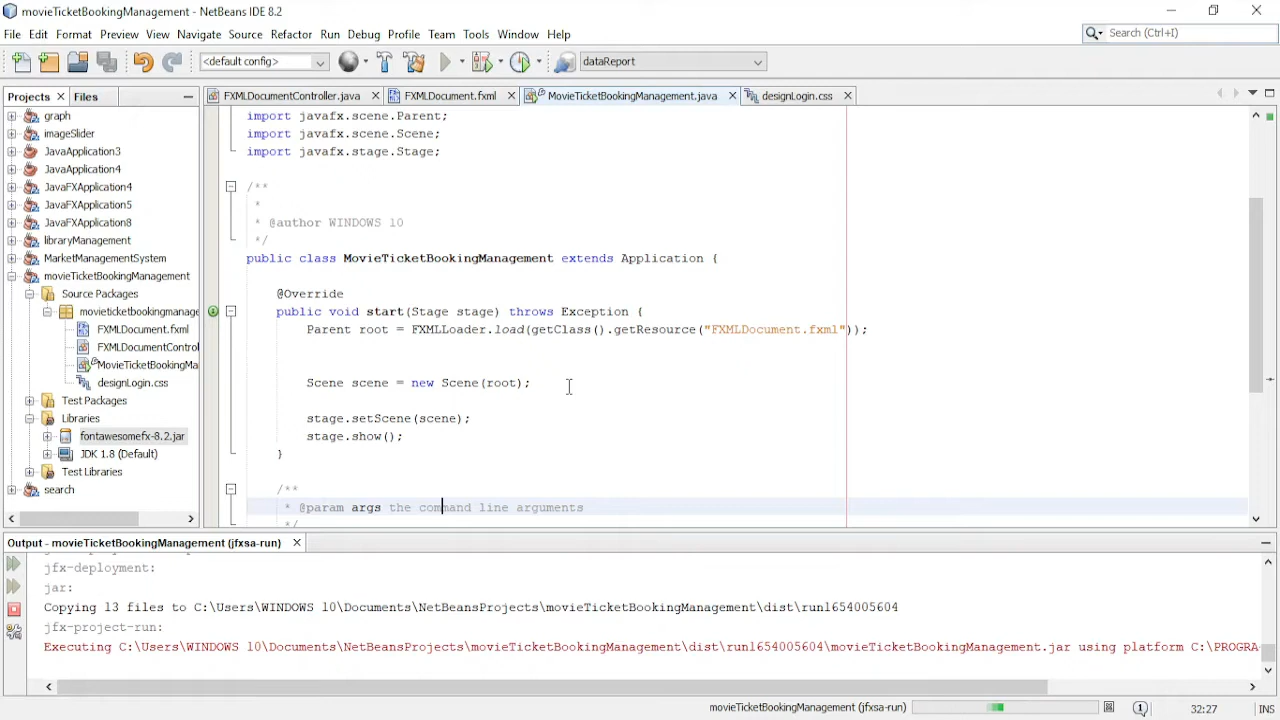 movieTicketBookingManagement - NetBeans IDE 8.2
File Edit Format Preview View Navigate Source Refactor Run Debug Profile Team Tools Window Help
Search (Ctrl+I)
<default config>
dataReport
Projects
Files
FXMLDocumentController.java
FXMLDocument.fxml
MovieTicketBookingManagement.java
designLogin.css
graph
imageSlider
JavaApplication3
JavaApplication4
JavaFXApplication4
JavaFXApplication5
JavaFXApplication8
libraryManagement
MarketManagementSystem
movieTicketBookingManagement
Source Packages
movieticketbookingmanage
FXMLDocument.fxml
FXMLDocumentControl
MovieTicketBookingMa
designLogin.css
Test Packages
Libraries
fontawesomefx-8.2.jar
JDK 1.8 (Default)
Test Libraries
search
import javafx.scene.Parent;
import javafx.scene.Scene;
import javafx.stage.Stage;
/**
*
* @author WINDOWS 10
*/
public class MovieTicketBookingManagement extends Application {
@Override
public void start(Stage stage) throws Exception {
Parent root = FXMLLoader.load(getClass().getResource("FXMLDocument.fxml"));
Scene scene = new Scene(root);
stage.setScene(scene);
stage.show();
}
/**
* @param args the command line arguments
*/
Output - movieTicketBookingManagement (jfxsa-run)
jfx-deployment:
jar:
Copying 13 files to C:\Users\WINDOWS 10\Documents\NetBeansProjects\movieTicketBookingManagement\dist\run1654005604
jfx-project-run:
Executing C:\Users\WINDOWS 10\Documents\NetBeansProjects\movieTicketBookingManagement\dist\run1654005604\movieTicketBookingManagement.jar using platform C:\PROGRA
movieTicketBookingManagement (jfxsa-run)
32:27
INS